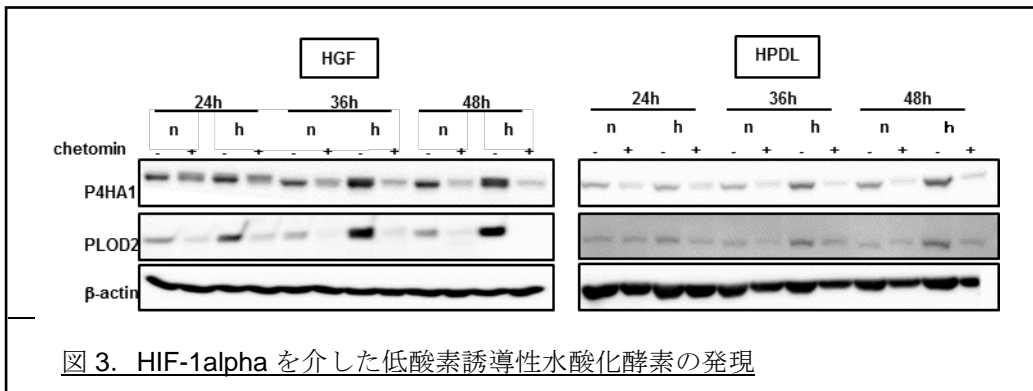 HGF HPDL
24h 36h 48h 24h 36h 48h
n h n h n h n h n h n h
chetomin - + - + - + - + - + - + - + - + - + - + - + - +
P4HA1
PLOD2
β-actin
図 3. HIF-1alpha を介した低酸素誘導性水酸化酵素の発現